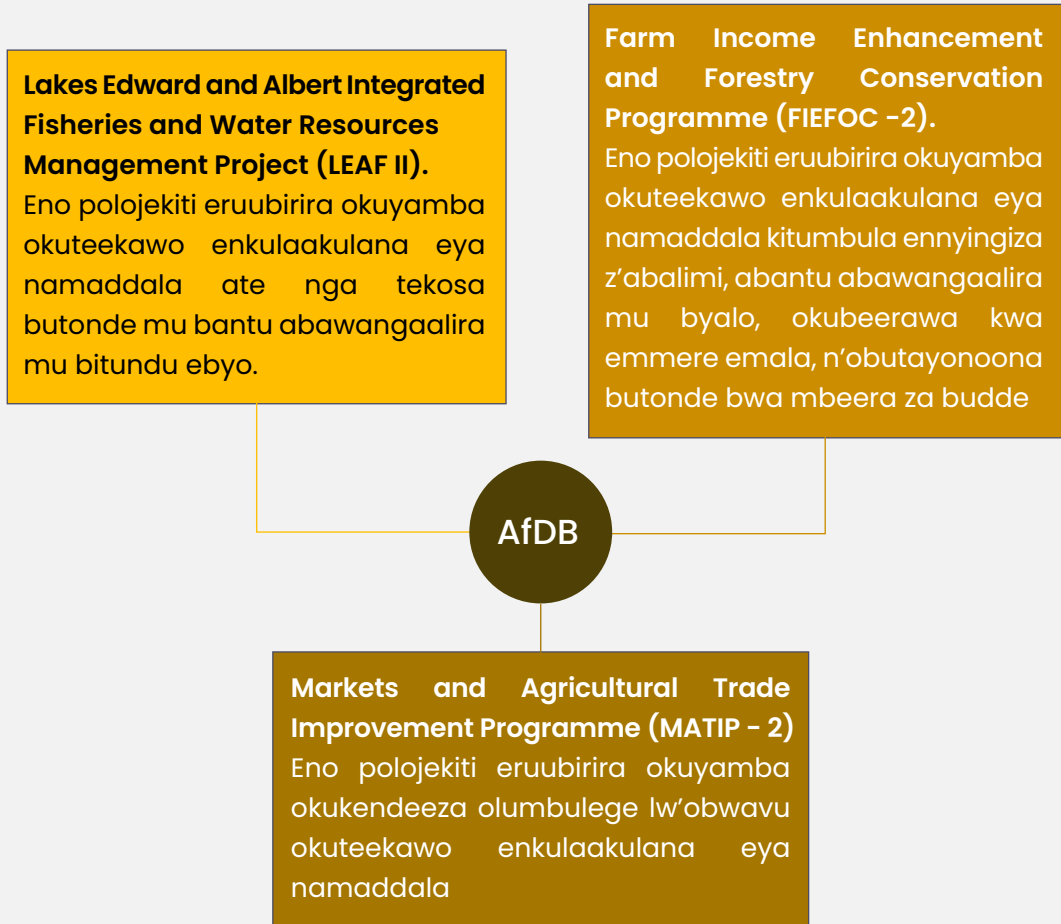 Lakes Edward and Albert Integrated
Fisheries and Water Resources
Management Project (LEAF II).
Eno polojekiti eruubirira okuyamba
okuteekawo enkulaakulana eya
namaddala ate nga tekosa
butonde mu bantu abawangaalira
mu bitundu ebyo.
Farm Income Enhancement
and Forestry Conservation
Programme (FIEFOC -2).
Eno polojekiti eruubirira okuyamba
okuteekawo enkulaakulana eya
namaddala kitumbula ennyingiza
z'abalimi, abantu abawangaalira
mu byalo, okubeerawa kwa
emmere emala, n'obutayonoona
butonde bwa mbeera za budde
AfDB
Markets and Agricultural Trade
Improvement Programme (MATIP - 2)
Eno polojekiti eruubirira okuyamba
okukendeeza olumbulege lw'obwavu
okuteekawo enkulaakulana eya
namaddala